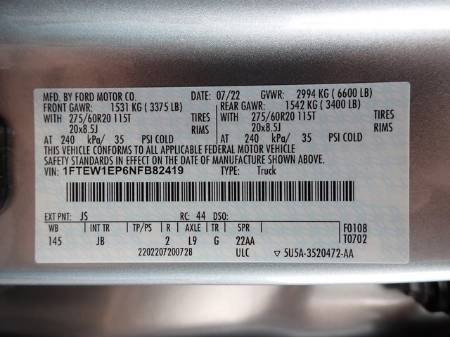 MFD. BY FORD MOTOR CO. 07/22 GVWR: 2994 KG ( 6600 LB)
FRONT GAWR: 1531 KG ( 3375 LB) REAR GAWR: 1542 KG ( 3400 LB)
WITH 275/60R20 115T TIRES WITH 275/60R20 115T TIRES
20x8.5J RIMS 20x8.5J RIMS
AT 240 kPa/ 35 PSI COLD AT 240 kPa/ 35 PSI COLD
THIS VEHICLE CONFORMS TO ALL APPLICABLE FEDERAL MOTOR VEHICLE
SAFETY AND THEFT PREVENTION STANDARDS IN EFFECT ON THE DATE OF
MANUFACTURE SHOWN ABOVE.
VIN: 1FTEW1EP6NFB82419 TYPE: Truck
EXT PNT: JS RC: 44 DSO:
WB INT TR TP/PS R AXLE TR SPR F0108
145 JB 2 L9 G 22AA T0702
2202207200728 ULC ▽ 5U5A-3520472-AA